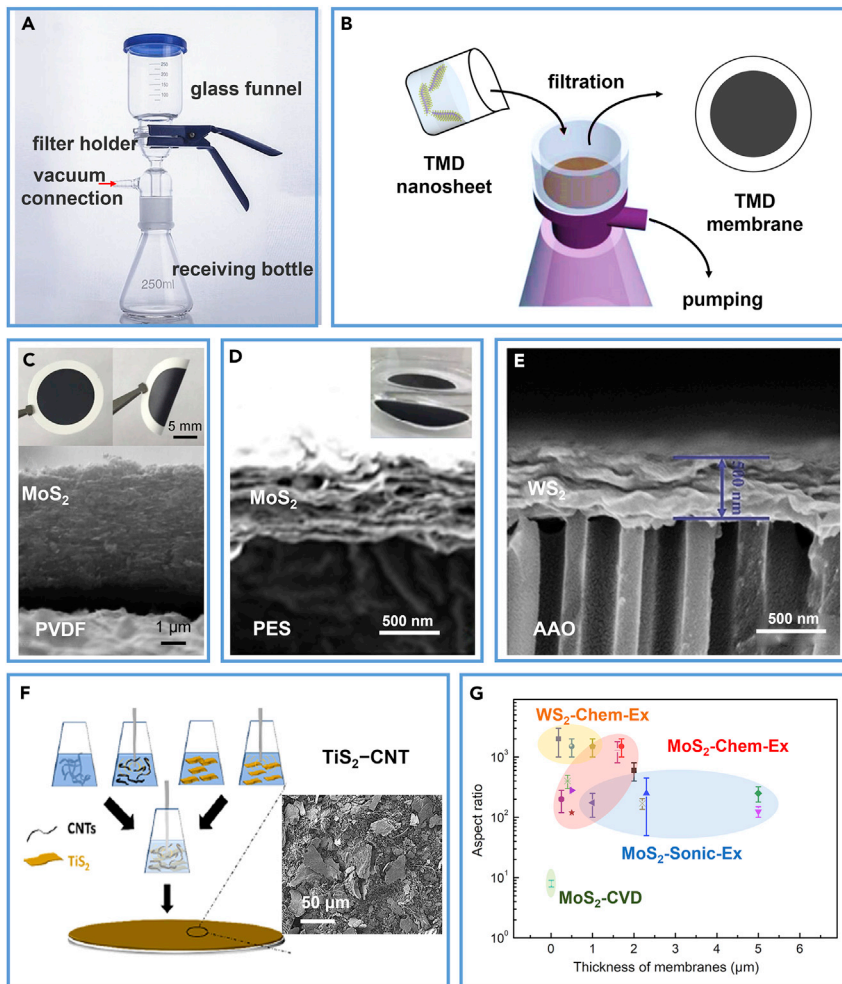 A
glass funnel
filter holder
vacuum
connection
receiving bottle
250ml
B
filtration
TMD
nanosheet
TMD
membrane
pumping
C
5 mm
MoS2
PVDF
1 μm
D
MoS2
PES
500 nm
E
WS2
500 nm
AAO
500 nm
F
TiS2–CNT
CNTs
TiS2
50 μm
G
WS2-Chem-Ex
MoS2-Chem-Ex
MoS2-Sonic-Ex
MoS2-CVD
Aspect ratio
10^3
10^2
10^1
10^0
0 1 2 3 4 5 6
Thickness of membranes (μm)